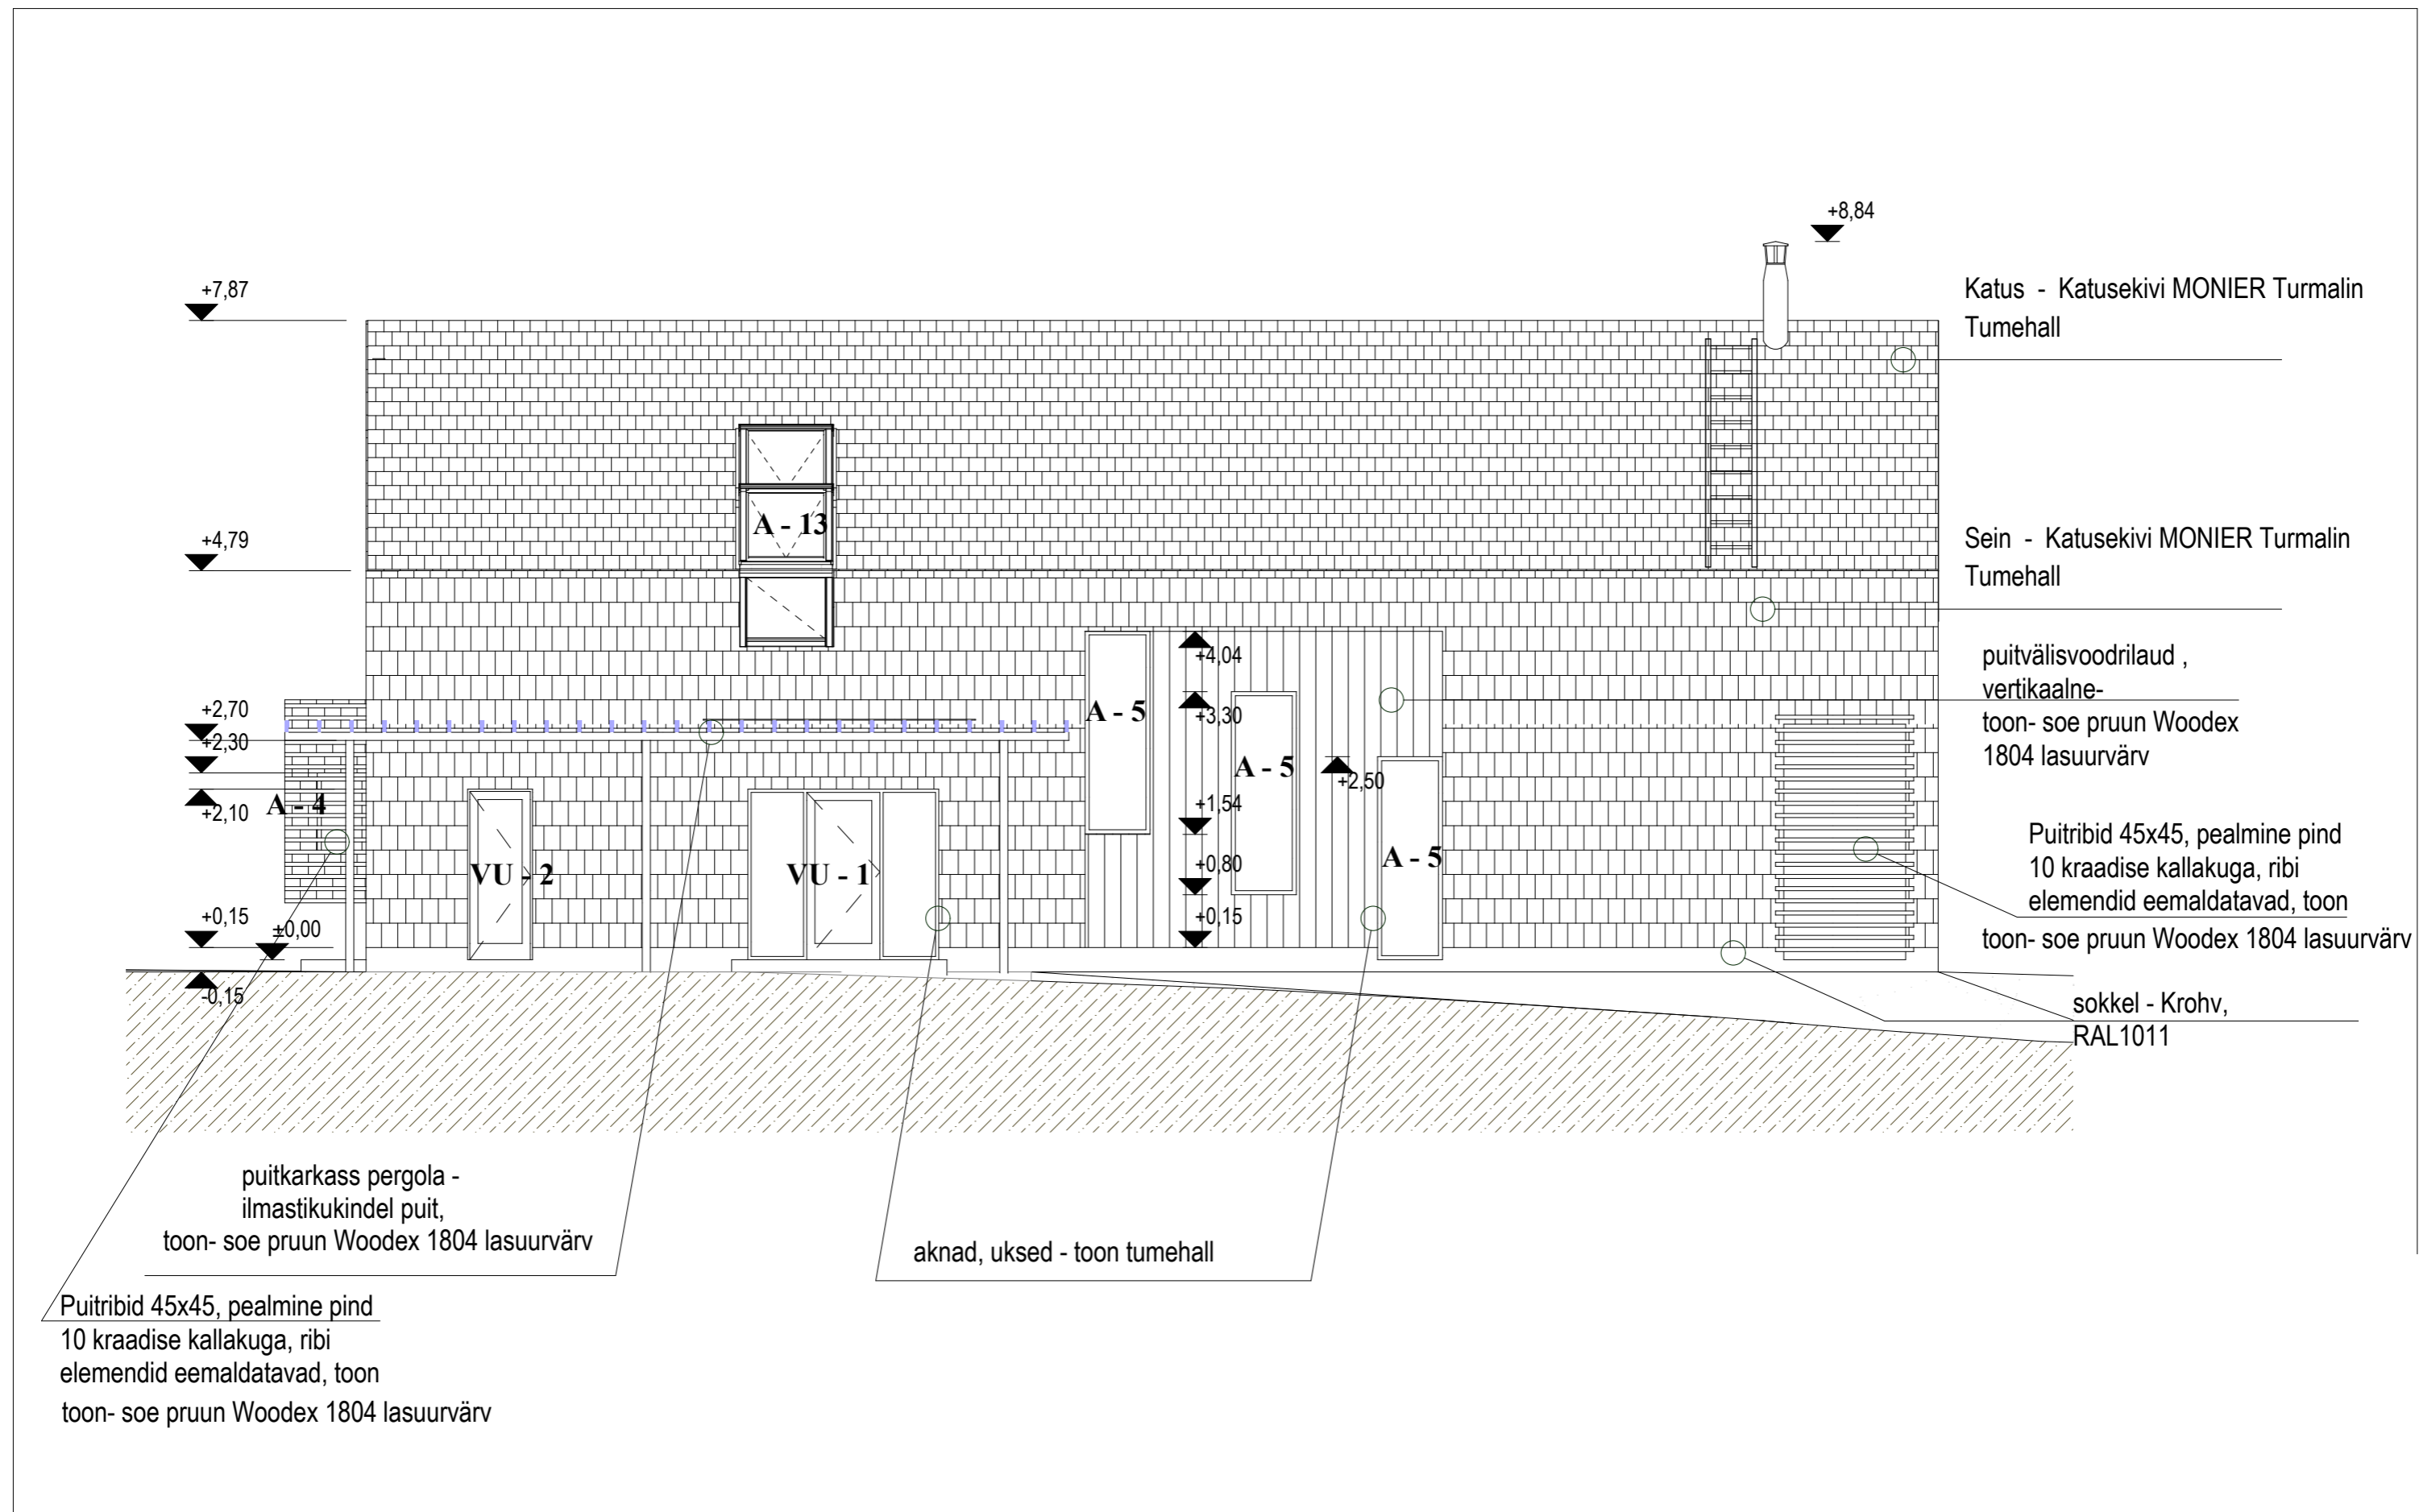 +8,84
+7,87
Katus - Katusekivi MONIER Turmalin
Tumehall
A - 13
+4,79
Sein - Katusekivi MONIER Turmalin
Tumehall
+4,04
puitvälisvoodrilaud ,
vertikaalne-
toon- soe pruun Woodex
1804 lasuurvärv
+2,70
+2,30
+2,10
A - 4
A - 5
+3,30
A - 5
+2,50
+1,54
+0,80
+0,15
A - 5
VU - 2
VU - 1
Puitribid 45x45, pealmine pind
10 kraadise kallakuga, ribi
elemendid eemaldatavad, toon
toon- soe pruun Woodex 1804 lasuurvärv
+0,15
±0,00
-0,15
sokkel - Krohv,
RAL1011
puitkarkass pergola -
ilmastikukindel puit,
toon- soe pruun Woodex 1804 lasuurvärv
aknad, uksed - toon tumehall
Puitribid 45x45, pealmine pind
10 kraadise kallakuga, ribi
elemendid eemaldatavad, toon
toon- soe pruun Woodex 1804 lasuurvärv